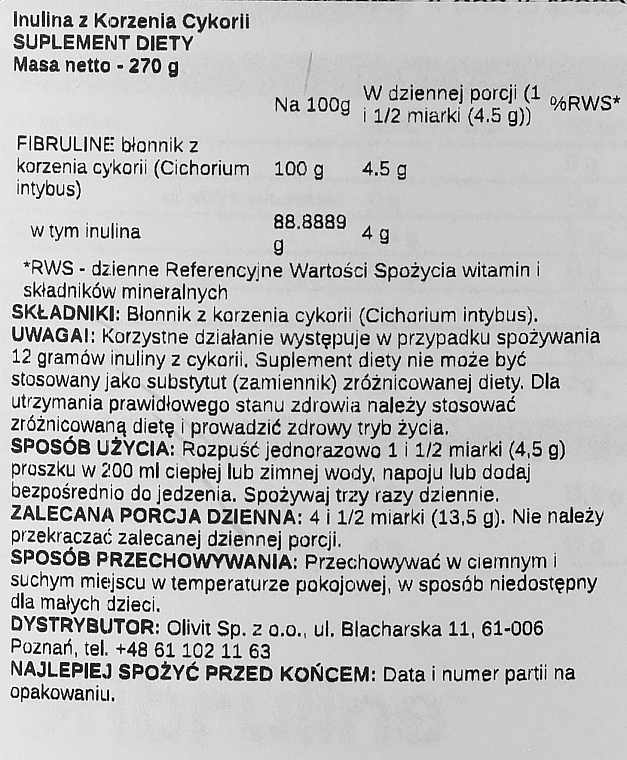 Inulina z Korzenia Cykorii
SUPLEMENT DIETY
Masa netto - 270 g
Na 100g W dziennej porcji (1 i 1/2 miarki (4.5 g)) %RWS*
FIBRULINE błonnik z korzenia cykorii (Cichorium intybus) 100 g 4.5 g
w tym inulina 88.8889 g 4 g
*RWS - dzienne Referencyjne Wartości Spożycia witamin i
składników mineralnych
SKŁADNIKI: Błonnik z korzenia cykorii (Cichorium intybus).
UWAGAI: Korzystne działanie występuje w przypadku spożywania
12 gramów inuliny z cykorii. Suplement diety nie może być
stosowany jako substytut (zamiennik) zróżnicowanej diety. Dla
utrzymania prawidłowego stanu zdrowia należy stosować
zróżnicowaną dietę i prowadzić zdrowy tryb życia.
SPOSÓB UŻYCIA: Rozpuść jednorazowo 1 i 1/2 miarki (4,5 g)
proszku w 200 ml ciepłej lub zimnej wody, napoju lub dodaj
bezpośrednio do jedzenia. Spożywaj trzy razy dziennie.
ZALECANA PORCJA DZIENNA: 4 i 1/2 miarki (13,5 g). Nie należy
przekraczać zalecanej dziennej porcji.
SPOSÓB PRZECHOWYWANIA: Przechowywać w ciemnym i
suchym miejscu w temperaturze pokojowej, w sposób niedostępny
dla małych dzieci.
DYSTRYBUTOR: Olivit Sp. z o.o., ul. Blacharska 11, 61-006
Poznań, tel. +48 61 102 11 63
NAJLEPIEJ SPOŻYĆ PRZED KOŃCEM: Data i numer partii na
opakowaniu.